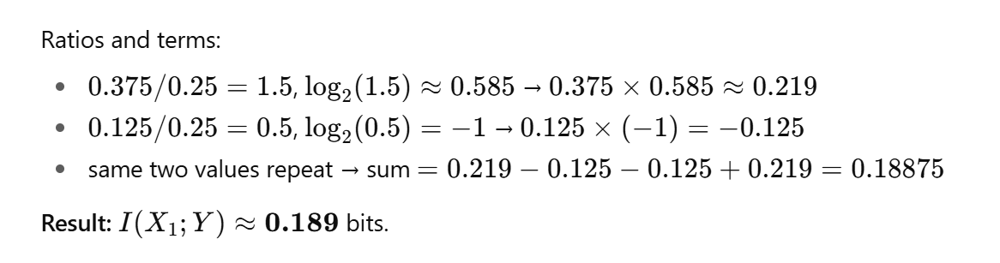 Ratios and terms:
• 0.375/0.25 = 1.5, log₂(1.5) ≈ 0.585 → 0.375 × 0.585 ≈ 0.219
• 0.125/0.25 = 0.5, log₂(0.5) = −1 → 0.125 × (−1) = −0.125
• same two values repeat → sum = 0.219 − 0.125 − 0.125 + 0.219 = 0.18875
Result: I(X₁; Y) ≈ 0.189 bits.